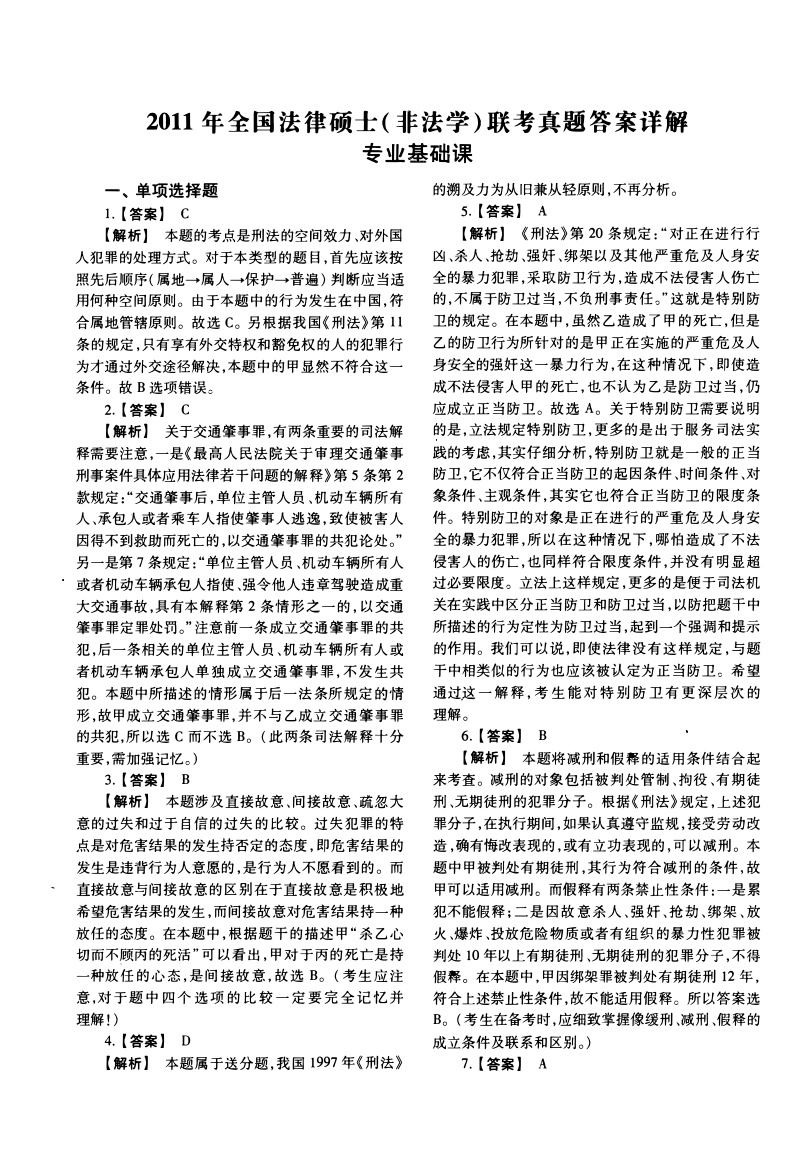 2011 年全国法律硕士(非法学)联考真题答案详解
专业基础课
一、单项选择题
1.【答案】 C
【解析】 本题的考点是刑法的空间效力、对外国
人犯罪的处理方式。对于本类型的题目,首先应该按
照先后顺序(属地→属人→保护→普遍)判断应当适
用何种空间原则。由于本题中的行为发生在中国,符
合属地管辖原则。故选 C。另根据我国《刑法》第 11
条的规定,只有享有外交特权和豁免权的人的犯罪行
为才通过外交途径解决,本题中的甲显然不符合这一
条件。故 B 选项错误。
2.【答案】 C
【解析】 关于交通肇事罪,有两条重要的司法解
释需要注意,一是《最高人民法院关于审理交通肇事
刑事案件具体应用法律若干问题的解释》第 5 条第 2
款规定:“交通肇事后,单位主管人员、机动车辆所有
人、承包人或者乘车人指使肇事人逃逸,致使被害人
因得不到救助而死亡的,以交通肇事罪的共犯论处。”
另一是第 7 条规定:“单位主管人员、机动车辆所有人
或者机动车辆承包人指使、强令他人违章驾驶造成重
大交通事故,具有本解释第 2 条情形之一的,以交通
肇事罪定罪处罚。”注意前一条成立交通肇事罪的共
犯,后一条相关的单位主管人员、机动车辆所有人或
者机动车辆承包人单独成立交通肇事罪,不发生共
犯。本题中所描述的情形属于后一法条所规定的情
形,故甲成立交通肇事罪,并不与乙成立交通肇事罪
的共犯,所以选 C 而不选 B。(此两条司法解释十分
重要,需加强记忆。)
3.【答案】 B
【解析】 本题涉及直接故意、间接故意、疏忽大
意的过失和过于自信的过失的比较。过失犯罪的特
点是对危害结果的发生持否定的态度,即危害结果的
发生是违背行为人意愿的,是行为人不愿看到的。而
直接故意与间接故意的区别在于直接故意是积极地
希望危害结果的发生,而间接故意对危害结果持一种
放任的态度。在本题中,根据题干的描述甲“杀乙心
切而不顾丙的死活”可以看出,甲对于丙的死亡是持
一种放任的心态,是间接故意,故选 B。(考生应注
意,对于题中四个选项的比较一定要完全记忆并
理解!)
4.【答案】 D
【解析】 本题属于送分题,我国 1997 年《刑法》
的溯及力为从旧兼从轻原则,不再分析。
5.【答案】 A
【解析】 《刑法》第 20 条规定:“对正在进行行
凶、杀人、抢劫、强奸、绑架以及其他严重危及人身安
全的暴力犯罪,采取防卫行为,造成不法侵害人伤亡
的,不属于防卫过当,不负刑事责任。”这就是特别防
卫的规定。在本题中,虽然乙造成了甲的死亡,但是
乙的防卫行为所针对的是甲正在实施的严重危及人
身安全的强奸这一暴力行为,在这种情况下,即使造
成不法侵害人甲的死亡,也不认为乙是防卫过当,仍
应成立正当防卫。故选 A。关于特别防卫需要说明
的是,立法规定特别防卫,更多的是出于服务司法实
践的考虑,其实仔细分析,特别防卫就是一般的正当
防卫,它不仅符合正当防卫的起因条件、时间条件、对
象条件、主观条件,其实它也符合正当防卫的限度条
件。特别防卫的对象是正在进行的严重危及人身安
全的暴力犯罪,所以在这种情况下,哪怕造成了不法
侵害人的伤亡,也同样符合限度条件,并没有明显超
过必要限度。立法上这样规定,更多的是便于司法机
关在实践中区分正当防卫和防卫过当,以防把题干中
所描述的行为定性为防卫过当,起到一个强调和提示
的作用。我们可以说,即使法律没有这样规定,与题
干中相类似的行为也应该被认定为正当防卫。希望
通过这一解释,考生能对特别防卫有更深层次的
理解。
6.【答案】 B
【解析】 本题将减刑和假释的适用条件结合起
来考查。减刑的对象包括被判处管制、拘役、有期徒
刑、无期徒刑的犯罪分子。根据《刑法》规定,上述犯
罪分子,在执行期间,如果认真遵守监规,接受劳动改
造,确有悔改表现的,或有立功表现的,可以减刑。本
题中甲被判处有期徒刑,其行为符合减刑的条件,故
甲可以适用减刑。而假释有两条禁止性条件:一是累
犯不能假释;二是因故意杀人、强奸、抢劫、绑架、放
火、爆炸、投放危险物质或者有组织的暴力性犯罪被
判处 10 年以上有期徒刑、无期徒刑的犯罪分子,不得
假释。在本题中,甲因绑架罪被判处有期徒刑 12 年,
符合上述禁止性条件,故不能适用假释。所以答案选
B。(考生在备考时,应细致掌握像缓刑、减刑、假释的
成立条件及联系和区别。)
7.【答案】 A